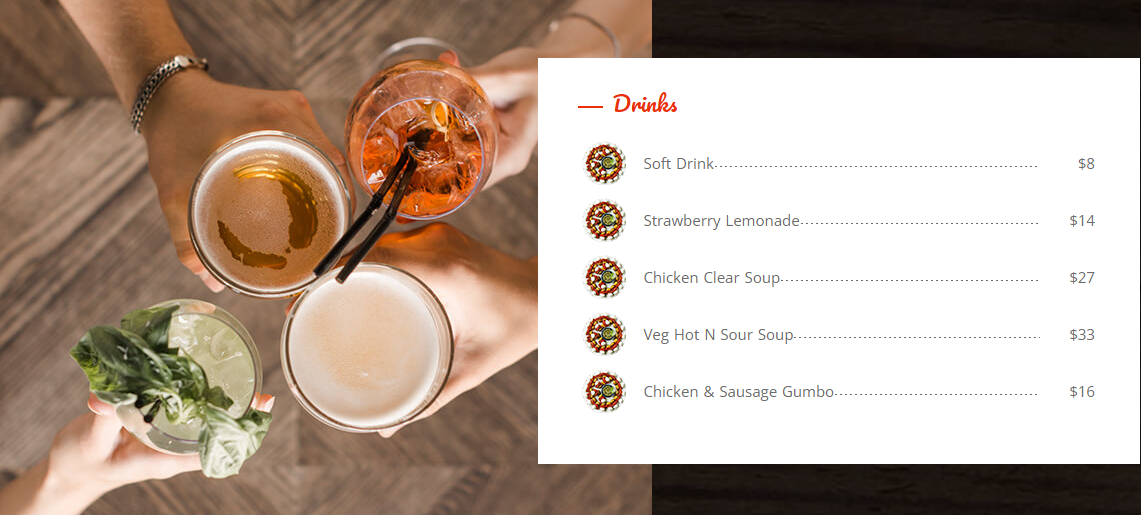 Drinks
Soft Drink $8
Strawberry Lemonade $14
Chicken Clear Soup $27
Veg Hot N Sour Soup $33
Chicken & Sausage Gumbo $16